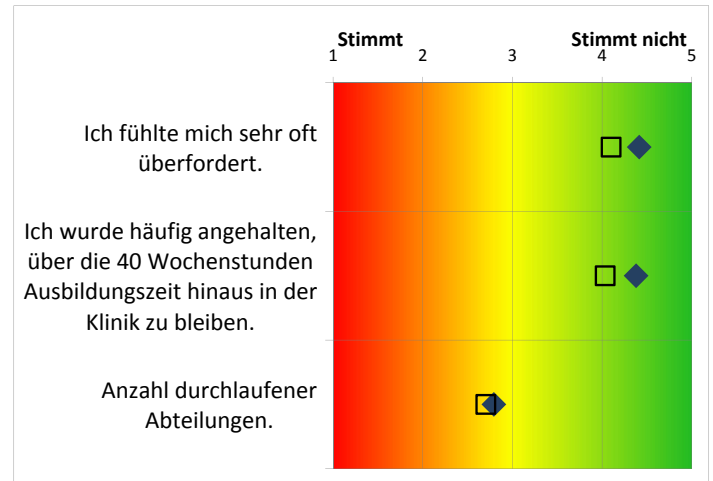 Stimmt Stimmt nicht
1 2 3 4 5
Ich fühlte mich sehr oft
überfordert.
Ich wurde häufig angehalten,
über die 40 Wochenstunden
Ausbildungszeit hinaus in der
Klinik zu bleiben.
Anzahl durchlaufener
Abteilungen.